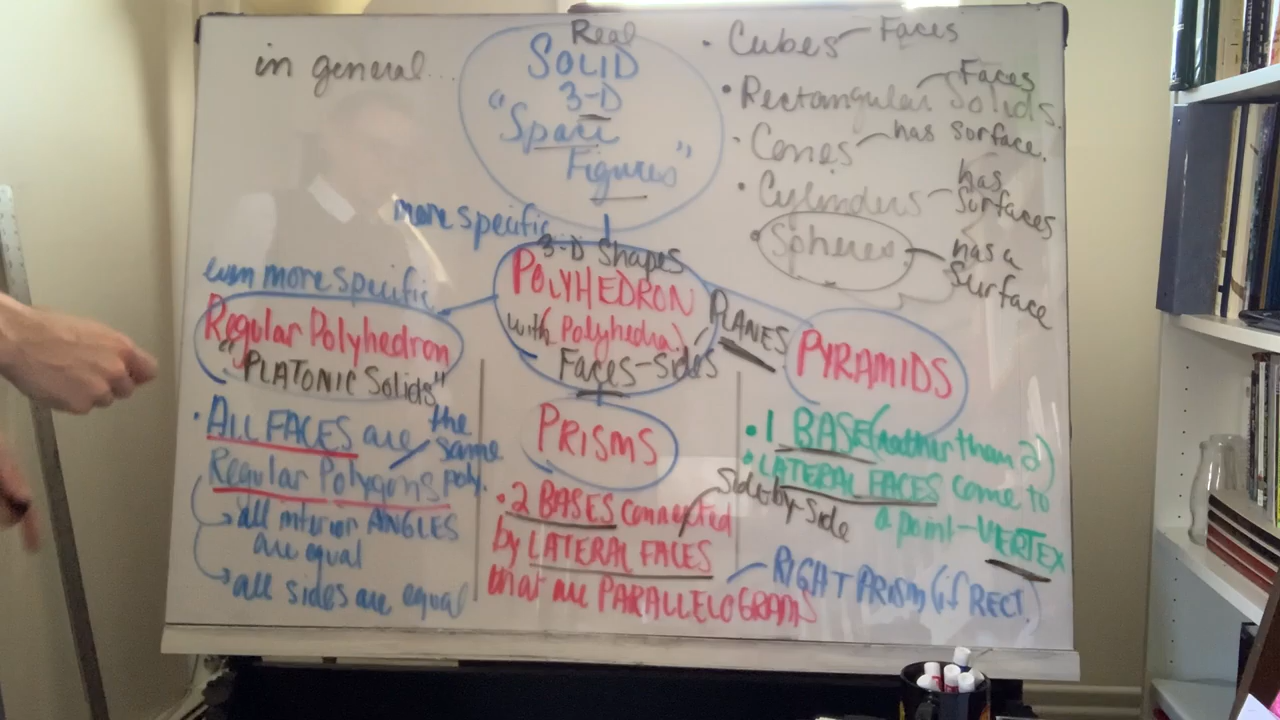 in general...
Real
SOLID
3-D
"Space
Figures"
• Cubes - Faces
• Rectangular Solids. - Faces
• Cones - has surface.
• Cylinders - has surfaces
• Spheres - has a surface
more specific
3-D Shapes
POLYHEDRON
with (Polyhedra)
Faces-sides
PLANES
even more specific
Regular Polyhedron
"PLATONIC Solids"
• ALL FACES are the same
Regular Polygons poly.
→ all interior ANGLES
are equal
→ all sides are equal
PRISMS
• 2 BASES connected
by LATERAL FACES
that are PARALLELOGRAMS
Side-by-Side
RIGHT PRISM (if RECT.)
PYRAMIDS
• 1 BASE (rather than 2)
• LATERAL FACES come to
a point - VERTEX